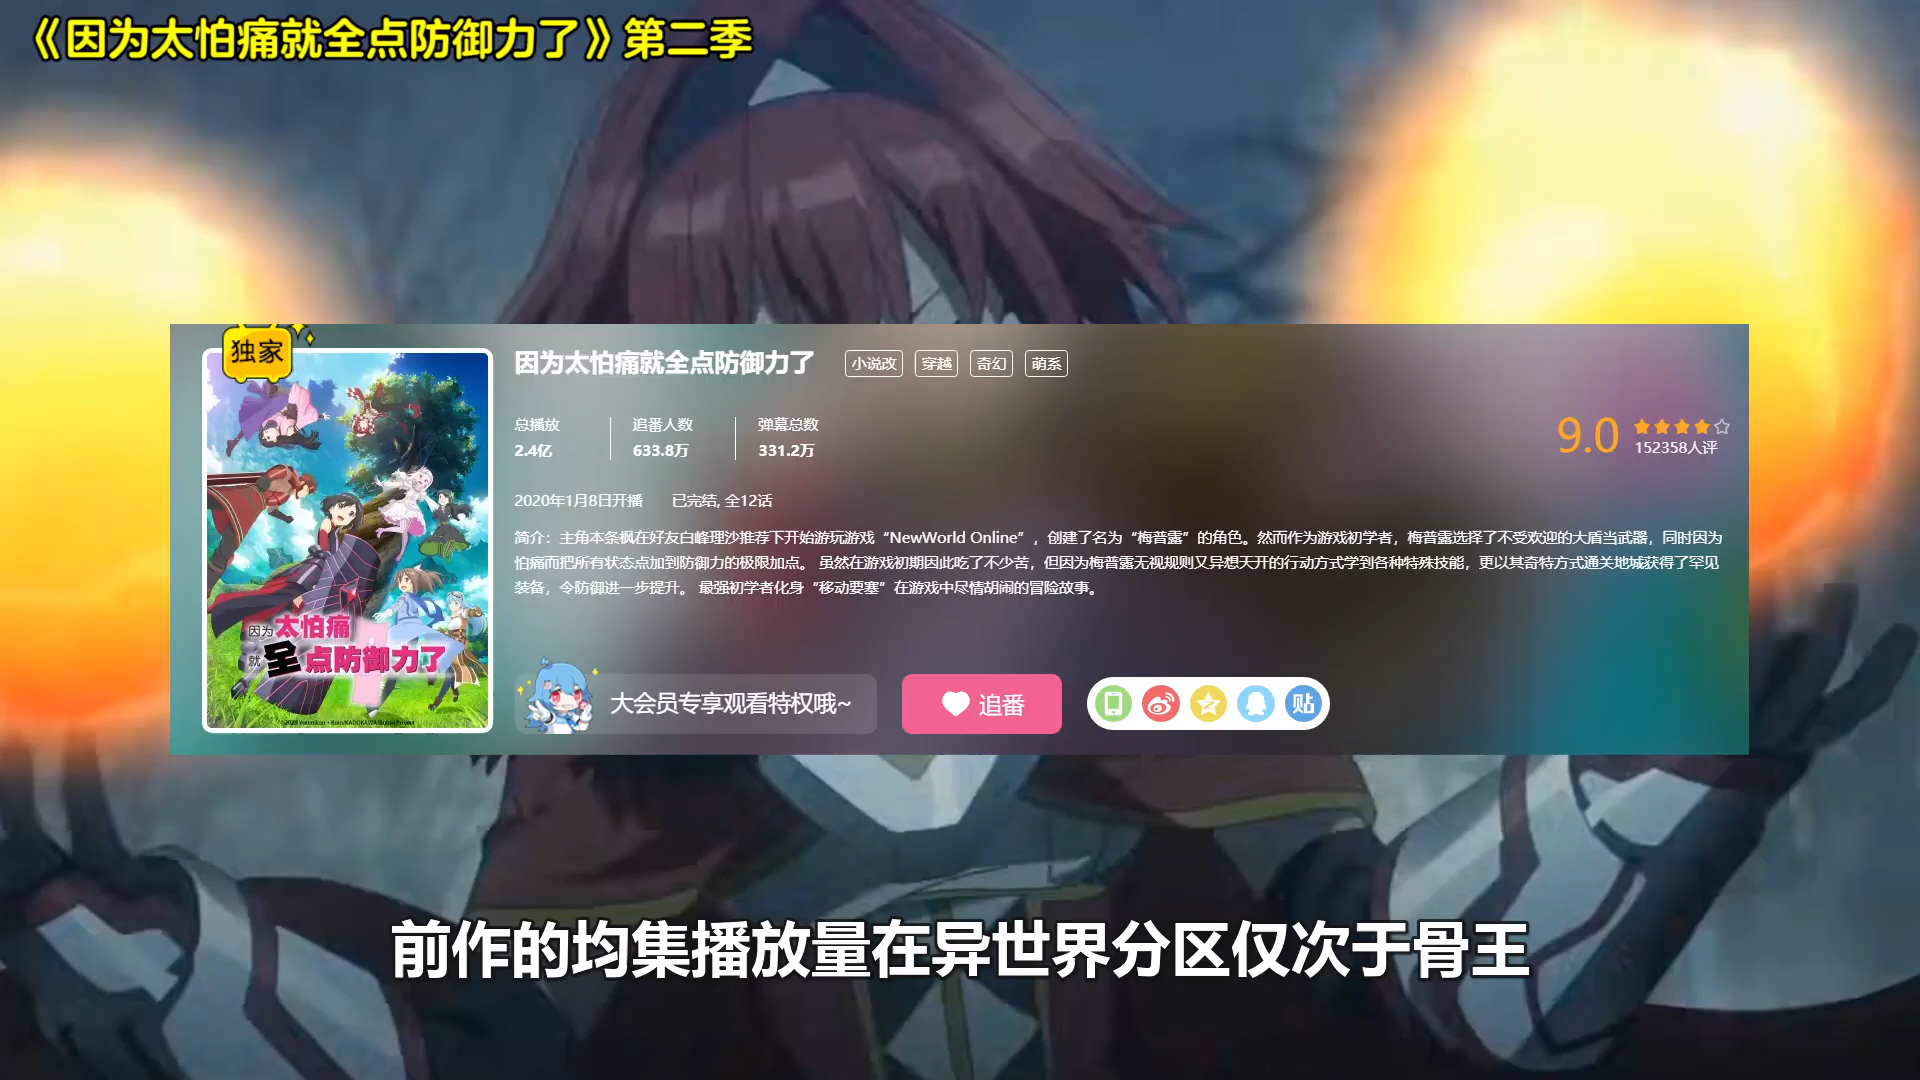 《因为太怕痛就全点防御力了》第二季
独家
因为太怕痛就全点防御力了
小说改 穿越 奇幻 萌系
总播放 追番人数 弹幕总数
2.4亿 633.8万 331.2万
9.0
152358人评
2020年1月8日开播 已完结, 全12话
简介：主角本条枫在好友白峰理沙推荐下开始游玩游戏“NewWorld Online”，创建了名为“梅普露”的角色。然而作为游戏初学者，梅普露选择了不受欢迎的大盾当武器，同时因为
怕痛而把所有状态点加到防御力的极限加点。 虽然在游戏初期因此吃了不少苦，但因为梅普露无视规则又异想天开的行动方式学到各种特殊技能，更以其奇特方式通关地城获得了罕见
装备，令防御进一步提升。 最强初学者化身“移动要塞”在游戏中尽情胡闹的冒险故事。
因为太怕痛
就全点防御力了
大会员专享观看特权哦~
追番
贴
前作的均集播放量在异世界分区仅次于骨王